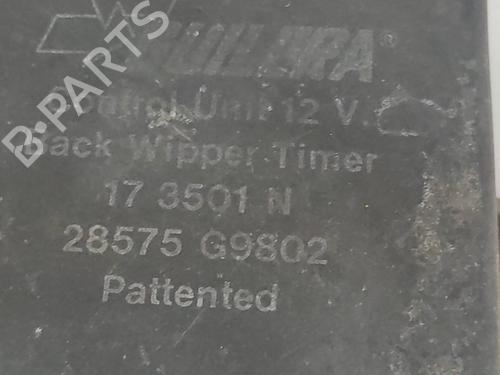 B-PARTS
Control Unit 12 V.
Back Wipper Timer
17 3501 N
28575 G9802
Pattented